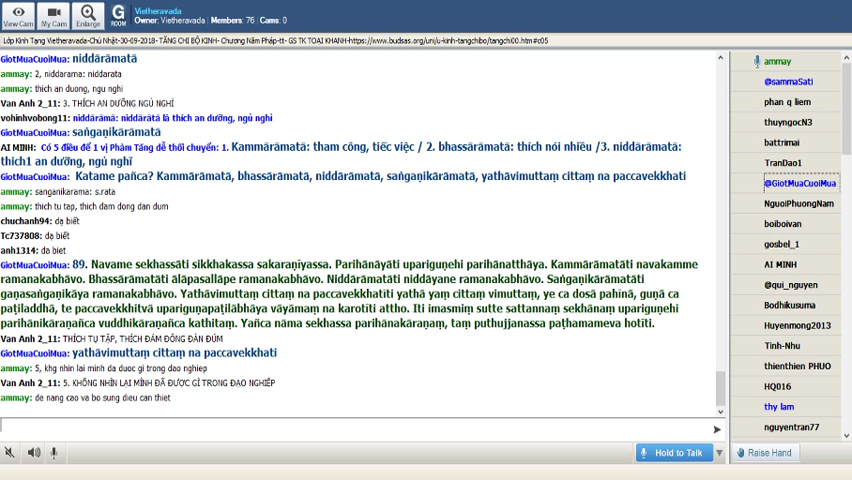 View Cam
My Cam
Enlarge
G
ROOM
Vietheravada
Owner: Vietheravada | Members: 76 | Cams: 0
Lớp Kinh Tạng Vietheravada-Chủ Nhật-30-09-2018- TĂNG CHI BỘ KINH- Chương Năm Pháp-tt- GS TK TOẠI KHANH-https://www.budsas.org/uni/u-kinh-tangchibo/tangchi00.htm#c05
GiotMuaCuoiMua: niddārāmatā
ammay: 2, niddarama: niddarata
ammay: thich an duong, ngu nghi
Van Anh 2_11: 3. THÍCH AN DƯỠNG NGỦ NGHỈ
vohinhvobong11: niddārāmā: niddāratā là thích an dưỡng, ngủ nghỉ
GiotMuaCuoiMua: saṅgaṇikārāmatā
AI MINH: Có 5 điều để 1 vị Phàm Tăng dễ thối chuyển: 1. Kammārāmatā: tham công, tiếc việc / 2. bhassārāmatā: thích nói nhiều /3. niddārāmatā:
thích1 an dưỡng, ngủ nghĩ
GiotMuaCuoiMua: Katame pañca? Kammārāmatā, bhassārāmatā, niddārāmatā, saṅgaṇikārāmatā, yathāvimuttaṃ cittaṃ na paccavekkhati
ammay: sanganikarama: s.rata
ammay: thich tu tap, thich dam dong dan dum
chuchanh94: dạ biết
Tc737808: dạ biết
anh1314: dạ biet
GiotMuaCuoiMua: 89. Navame sekhassāti sikkhakassa sakaraṇīyassa. Parihānāyāti upariguṇehi parihānatthāya. Kammārāmatāti navakamme
ramanakabhāvo. Bhassārāmatāti ālāpasallāpe ramanakabhāvo. Niddārāmatāti niddāyane ramanakabhāvo. Saṅgaṇikārāmatāti
gaṇasaṅgaṇikāya ramanakabhāvo. Yathāvimuttaṃ cittaṃ na paccavekkhatīti yathā yaṃ cittaṃ vimuttaṃ, ye ca dosā pahīnā, guṇā ca
paṭiladdhā, te paccavekkhitvā upariguṇapaṭilābhāya vāyāmaṃ na karotīti attho. Iti imasmiṃ sutte sattannaṃ sekhānaṃ upariguṇehi
parihānikāraṇañca vuddhikāraṇañca kathitaṃ. Yañca nāma sekhassa parihānakāraṇaṃ, taṃ puthujjanassa paṭhamameva hotīti.
Van Anh 2_11: THÍCH TỤ TẬP, THÍCH ĐÁM ĐÔNG ĐÀN ĐÚM
GiotMuaCuoiMua: yathāvimuttaṃ cittaṃ na paccavekkhati
ammay: 5, khg nhin lai minh da duoc gi trong dao nghiep
Van Anh 2_11: 5. KHÔNG NHÌN LẠI MÌNH ĐÃ ĐƯỢC GÌ TRONG ĐẠO NGHIỆP
ammay: de nang cao va bo sung dieu can thiet
ammay
@sammaSati
phan q liem
thuyngocN3
battrimai
TranDao1
@GiotMuaCuoiMua
NguoiPhuongNam
boiboivan
gosbel_1
AI MINH
@qui_nguyen
Bodhikusuma
Huyenmong2013
Tinh-Nhu
thienthien PHUO
HQ016
thy lam
nguyentran77
Hold to Talk
Raise Hand